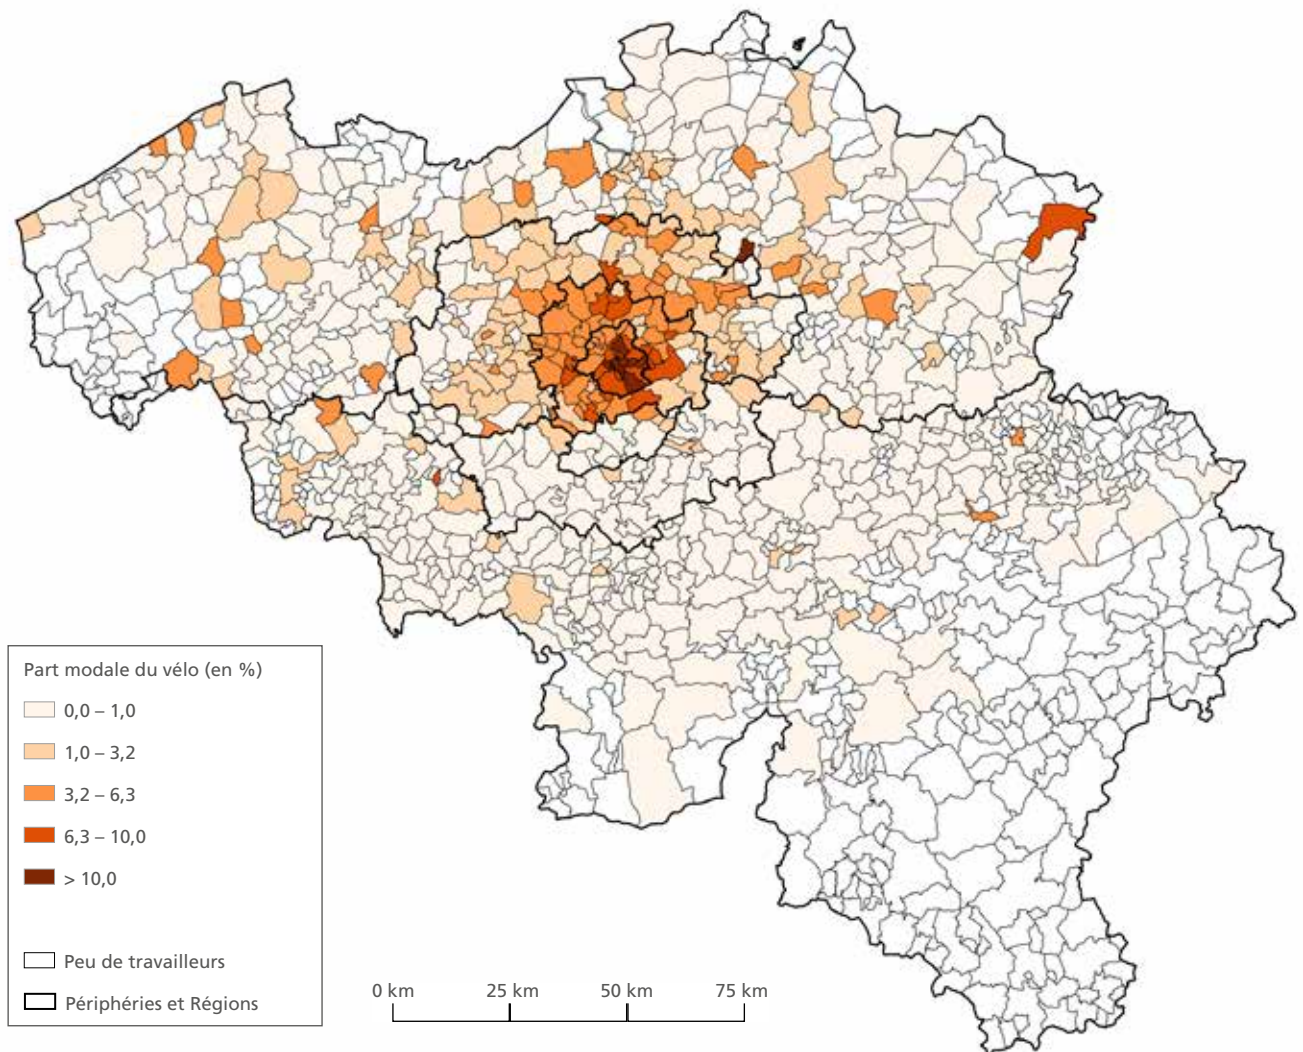 Part modale du vélo (en %)
0,0 – 1,0
1,0 – 3,2
3,2 – 6,3
6,3 – 10,0
> 10,0
Peu de travailleurs
Périphéries et Régions
0 km 25 km 50 km 75 km